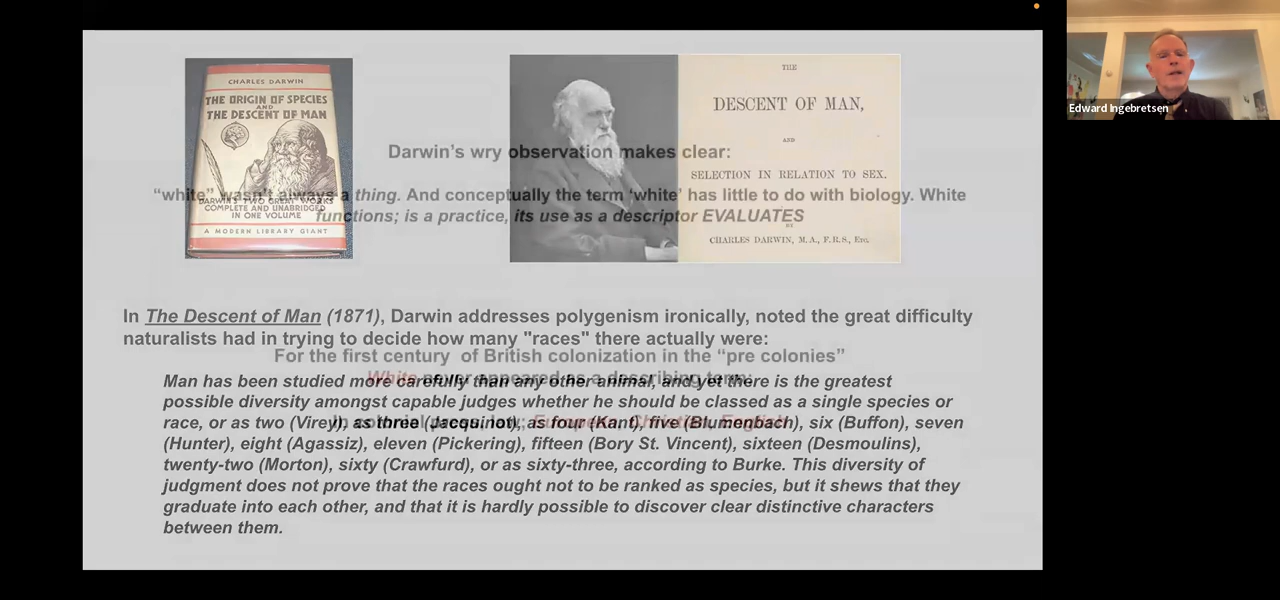 Edward Ingebretsen
CHARLES DARWIN
THE ORIGIN OF SPECIES
AND
THE DESCENT OF MAN
DARWIN'S TWO GREAT WORKS
COMPLETE AND UNABRIDGED
IN ONE VOLUME
A MODERN LIBRARY GIANT
THE
DESCENT OF MAN,
AND
SELECTION IN RELATION TO SEX.
BY
CHARLES DARWIN, M.A., F.R.S., Etc.
Darwin's wry observation makes clear:
“white” wasn't always a thing. And conceptually the term ‘white’ has little to do with biology. White
functions; is a practice, its use as a descriptor EVALUATES
In The Descent of Man (1871), Darwin addresses polygenism ironically, noted the great difficulty
naturalists had in trying to decide how many "races" there actually were:
For the first century of British colonization in the “pre colonies”
White never appeared as a describing term;
Man has been studied more carefully than any other animal, and yet there is the greatest
possible diversity amongst capable judges whether he should be classed as a single species or
race, or as two (Virey), as three (Jacquinot), as four (Kant), five (Blumenbach), six (Buffon), seven
(Hunter), eight (Agassiz), eleven (Pickering), fifteen (Bory St. Vincent), sixteen (Desmoulins),
twenty-two (Morton), sixty (Crawfurd), or as sixty-three, according to Burke. This diversity of
judgment does not prove that the races ought not to be ranked as species, but it shews that they
graduate into each other, and that it is hardly possible to discover clear distinctive characters
between them.
European, Christian, English